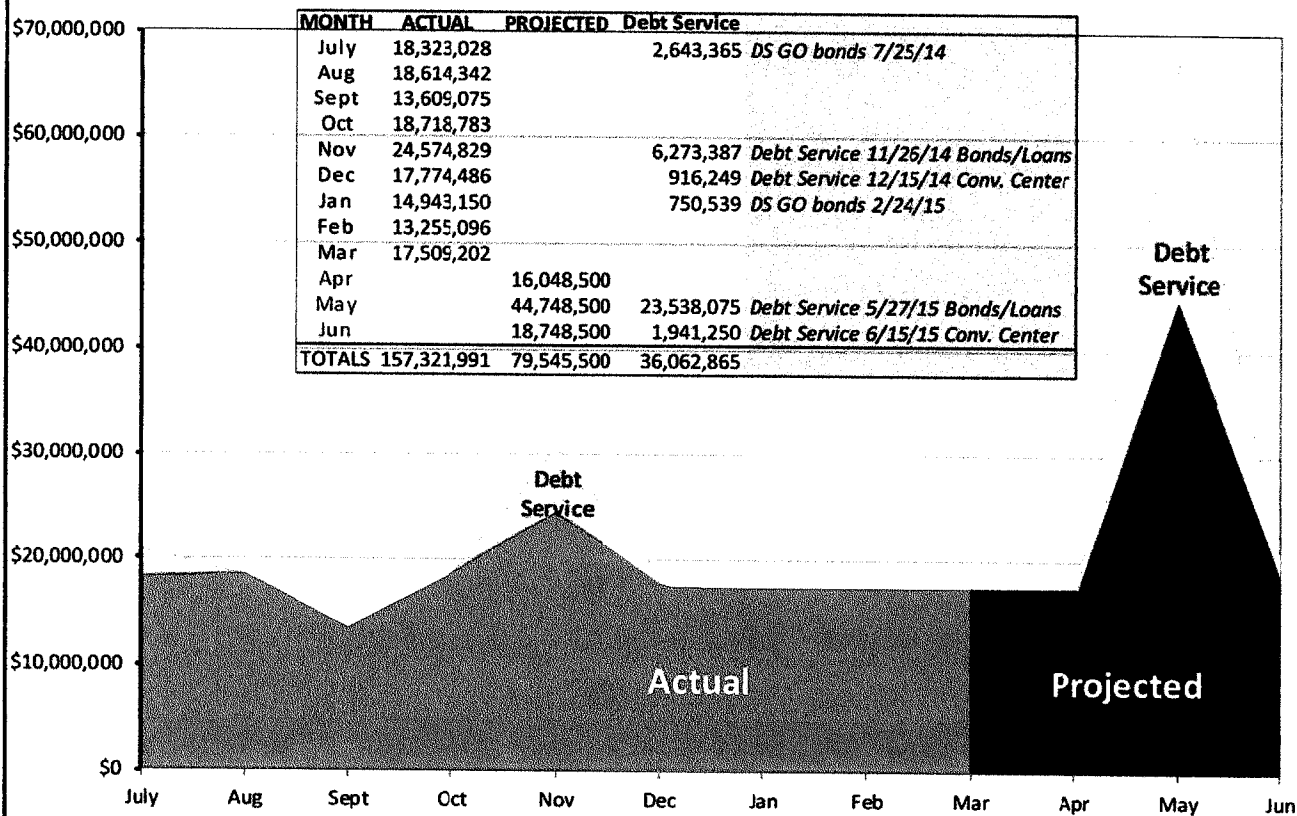 MONTH ACTUAL PROJECTED Debt Service
July 18,323,028 2,643,365 DS GO bonds 7/25/14
Aug 18,614,342
Sept 13,609,075
Oct 18,718,783
Nov 24,574,829 6,273,387 Debt Service 11/26/14 Bonds/Loans
Dec 17,774,486 916,249 Debt Service 12/15/14 Conv. Center
Jan 14,943,150 750,539 DS GO bonds 2/24/15
Feb 13,255,096
Mar 17,509,202
Apr 16,048,500
May 44,748,500 23,538,075 Debt Service 5/27/15 Bonds/Loans
Jun 18,748,500 1,941,250 Debt Service 6/15/15 Conv. Center
TOTALS 157,321,991 79,545,500 36,062,865
$70,000,000
$60,000,000
$50,000,000
$40,000,000
$30,000,000
$20,000,000
$10,000,000
$0
Debt
Service
Debt
Service
Actual
Projected
July Aug Sept Oct Nov Dec Jan Feb Mar Apr May Jun